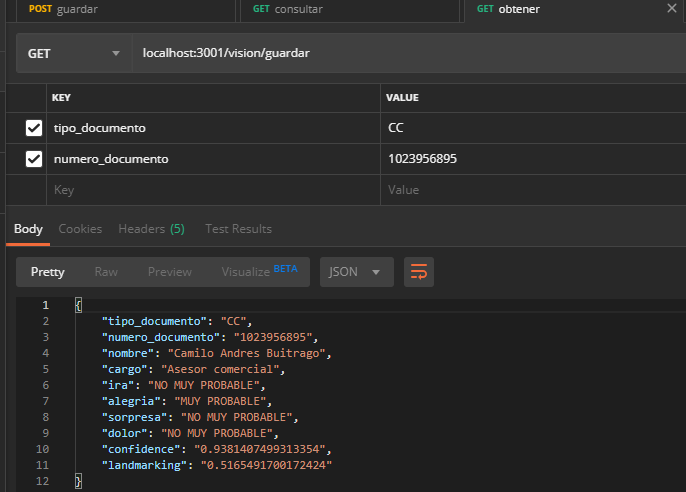 POST guardar GET consultar GET obtener
GET localhost:3001/vision/guardar
KEY VALUE
tipo_documento CC
numero_documento 1023956895
Key Value
Body Cookies Headers (5) Test Results
Pretty Raw Preview Visualize BETA JSON
1 {
2 "tipo_documento": "CC",
3 "numero_documento": "1023956895",
4 "nombre": "Camilo Andres Buitrago",
5 "cargo": "Asesor comercial",
6 "ira": "NO MUY PROBABLE",
7 "alegria": "MUY PROBABLE",
8 "sorpresa": "NO MUY PROBABLE",
9 "dolor": "NO MUY PROBABLE",
10 "confidence": "0.9381407499313354",
11 "landmarking": "0.5165491700172424"
12 }